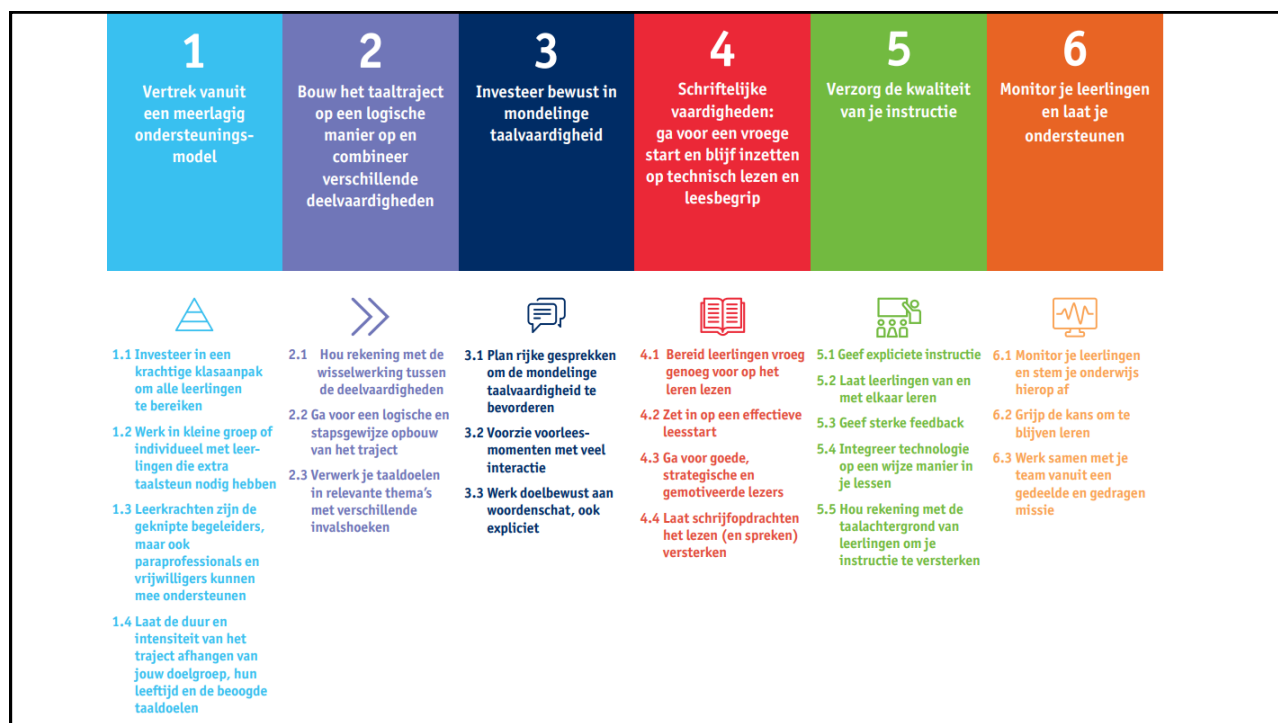 1
Vertrek vanuit
een meerlagig
ondersteunings-
model
2
Bouw het taaltraject
op een logische
manier op en
combineer
verschillende
deelvaardigheden
3
Investeer bewust in
mondelinge
taalvaardigheid
4
Schriftelijke
vaardigheden:
ga voor een vroege
start en blijf inzetten
op technisch lezen en
leesbegrip
5
Verzorg de kwaliteit
van je instructie
6
Monitor je leerlingen
en laat je
ondersteunen
1.1 Investeer in een
krachtige klasaanpak
om alle leerlingen
te bereiken
1.2 Werk in kleine groep of
individueel met leer-
lingen die extra
taalsteun nodig hebben
1.3 Leerkrachten zijn de
geknipte begeleiders,
maar ook
paraprofessionals en
vrijwilligers kunnen
mee ondersteunen
1.4 Laat de duur en
intensiteit van het
traject afhangen van
jouw doelgroep, hun
leeftijd en de beoogde
taaldoelen
2.1 Hou rekening met de
wisselwerking tussen
de deelvaardigheden
2.2 Ga voor een logische en
stapsgewijze opbouw
van het traject
2.3 Verwerk je taaldoelen
in relevante thema's
met verschillende
invalshoeken
3.1 Plan rijke gesprekken
om de mondelinge
taalvaardigheid te
bevorderen
3.2 Voorzie voorlees-
momenten met veel
interactie
3.3 Werk doelbewust aan
woordenschat, ook
expliciet
4.1 Bereid leerlingen vroeg
genoeg voor op het
leren lezen
4.2 Zet in op een effectieve
leesstart
4.3 Ga voor goede,
strategische en
gemotiveerde lezers
4.4 Laat schrijfopdrachten
het lezen (en spreken)
versterken
5.1 Geef expliciete instructie
5.2 Laat leerlingen van en
met elkaar leren
5.3 Geef sterke feedback
5.4 Integreer technologie
op een wijze manier in
je lessen
5.5 Hou rekening met de
taalachtergrond van
leerlingen om je
instructie te versterken
6.1 Monitor je leerlingen
en stem je onderwijs
hierop af
6.2 Grijp de kans om te
blijven leren
6.3 Werk samen met je
team vanuit een
gedeelde en gedragen
missie